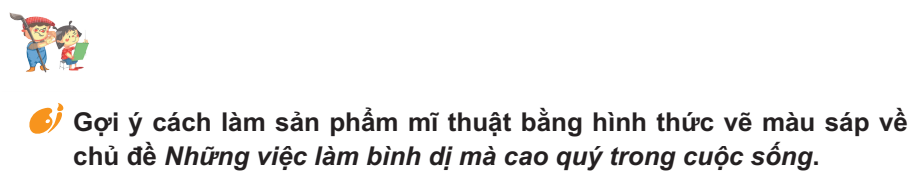 Gợi ý cách làm sản phẩm mĩ thuật bằng hình thức vẽ màu sáp về
chủ đề Những việc làm bình dị mà cao quý trong cuộc sống.